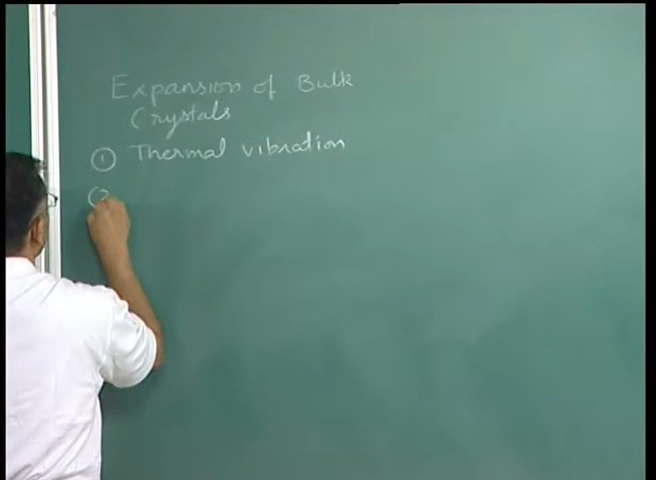 Expansion of Bulk
Crystals
① Thermal vibration
②